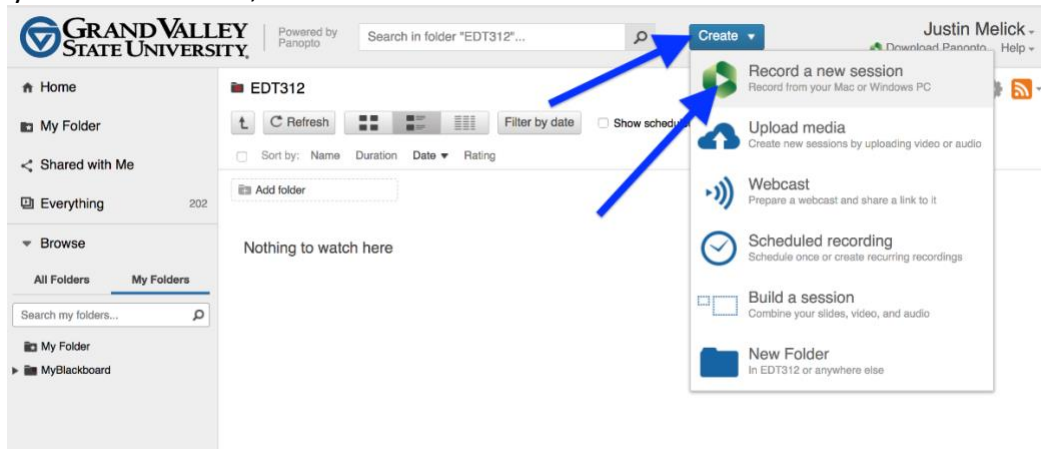 GRAND VALLEY
STATE UNIVERSITY
Powered by
Panopto
Search in folder "EDT312"...
Create
Justin Melick
Download Panopto Help
Home
My Folder
Shared with Me
Everything 202
Browse
All Folders My Folders
Search my folders...
My Folder
MyBlackboard
EDT312
Refresh
Filter by date
Show
Sort by: Name Duration Date Rating
Add folder
Nothing to watch here
Record a new session
Record from your Mac or Windows PC
Upload media
Create new sessions by uploading video or audio
Webcast
Prepare a webcast and share a link to it
Scheduled recording
Schedule once or create recurring recordings
Build a session
Combine your slides, video, and audio
New Folder
In EDT312 or anywhere else